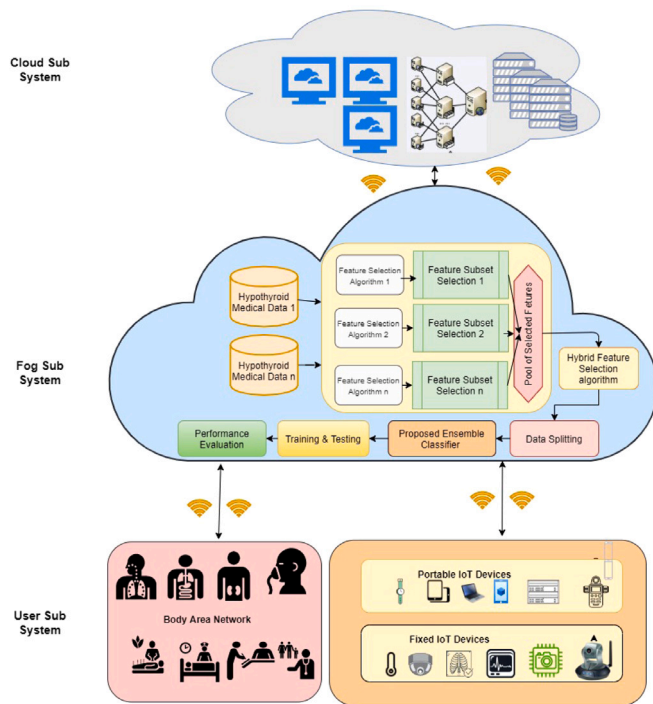 Cloud Sub
System
Feature Selection
Algorithm 1
Feature Subset
Selection 1
Hypothyroid
Medical Data 1
Feature Selection
Algorithm 2
Feature Subset
Selection 2
Pool of Selected Fetures
Hypothyroid
Medical Data n
Feature Selection
Algorithm n
Feature Subset
Selection n
Hybrid Feature
Selection
algorithm
Fog Sub
System
Performance
Evaluation
Training & Testing
Proposed Ensemble
Classifier
Data Splitting
User Sub
System
Body Area Network
Portable IoT Devices
Fixed IoT Devices